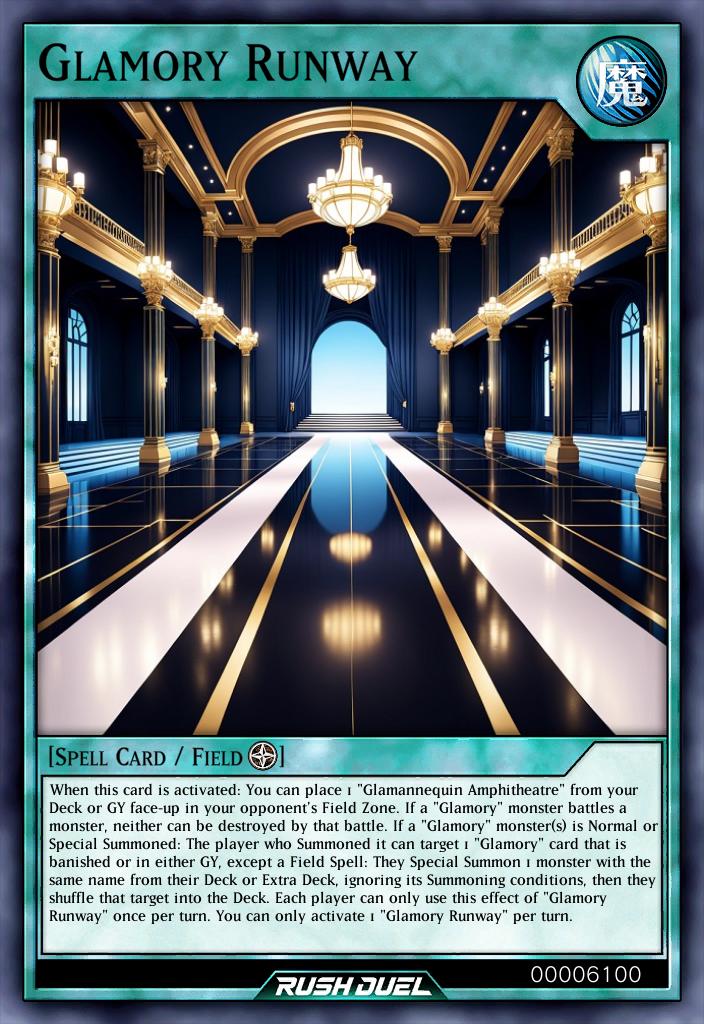 Glamory Runway
魔
[Spell Card / Field]
When this card is activated: You can place 1 "Glamannequin Amphitheatre" from your
Deck or GY face-up in your opponent's Field Zone. If a "Glamory" monster battles a
monster, neither can be destroyed by that battle. If a "Glamory" monster(s) is Normal or
Special Summoned: The player who Summoned it can target 1 "Glamory" card that is
banished or in either GY, except a Field Spell: They Special Summon 1 monster with the
same name from their Deck or Extra Deck, ignoring its Summoning conditions, then they
shuffle that target into the Deck. Each player can only use this effect of "Glamory
Runway" once per turn. You can only activate 1 "Glamory Runway" per turn.
00006100
RUSH DUEL